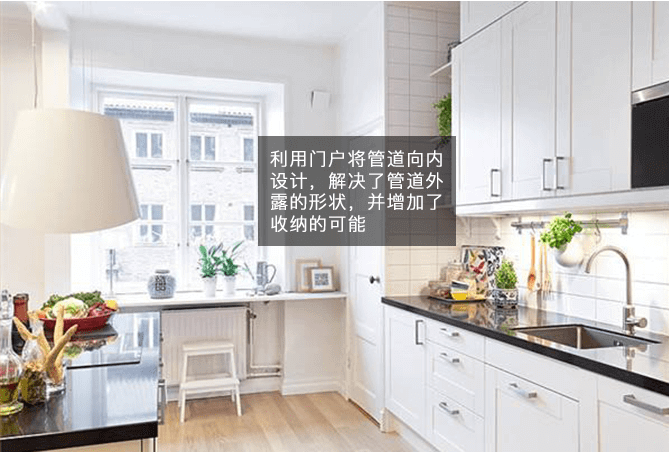 利用门户将管道向内
设计，解决了管道外
露的形状，并增加了
收纳的可能